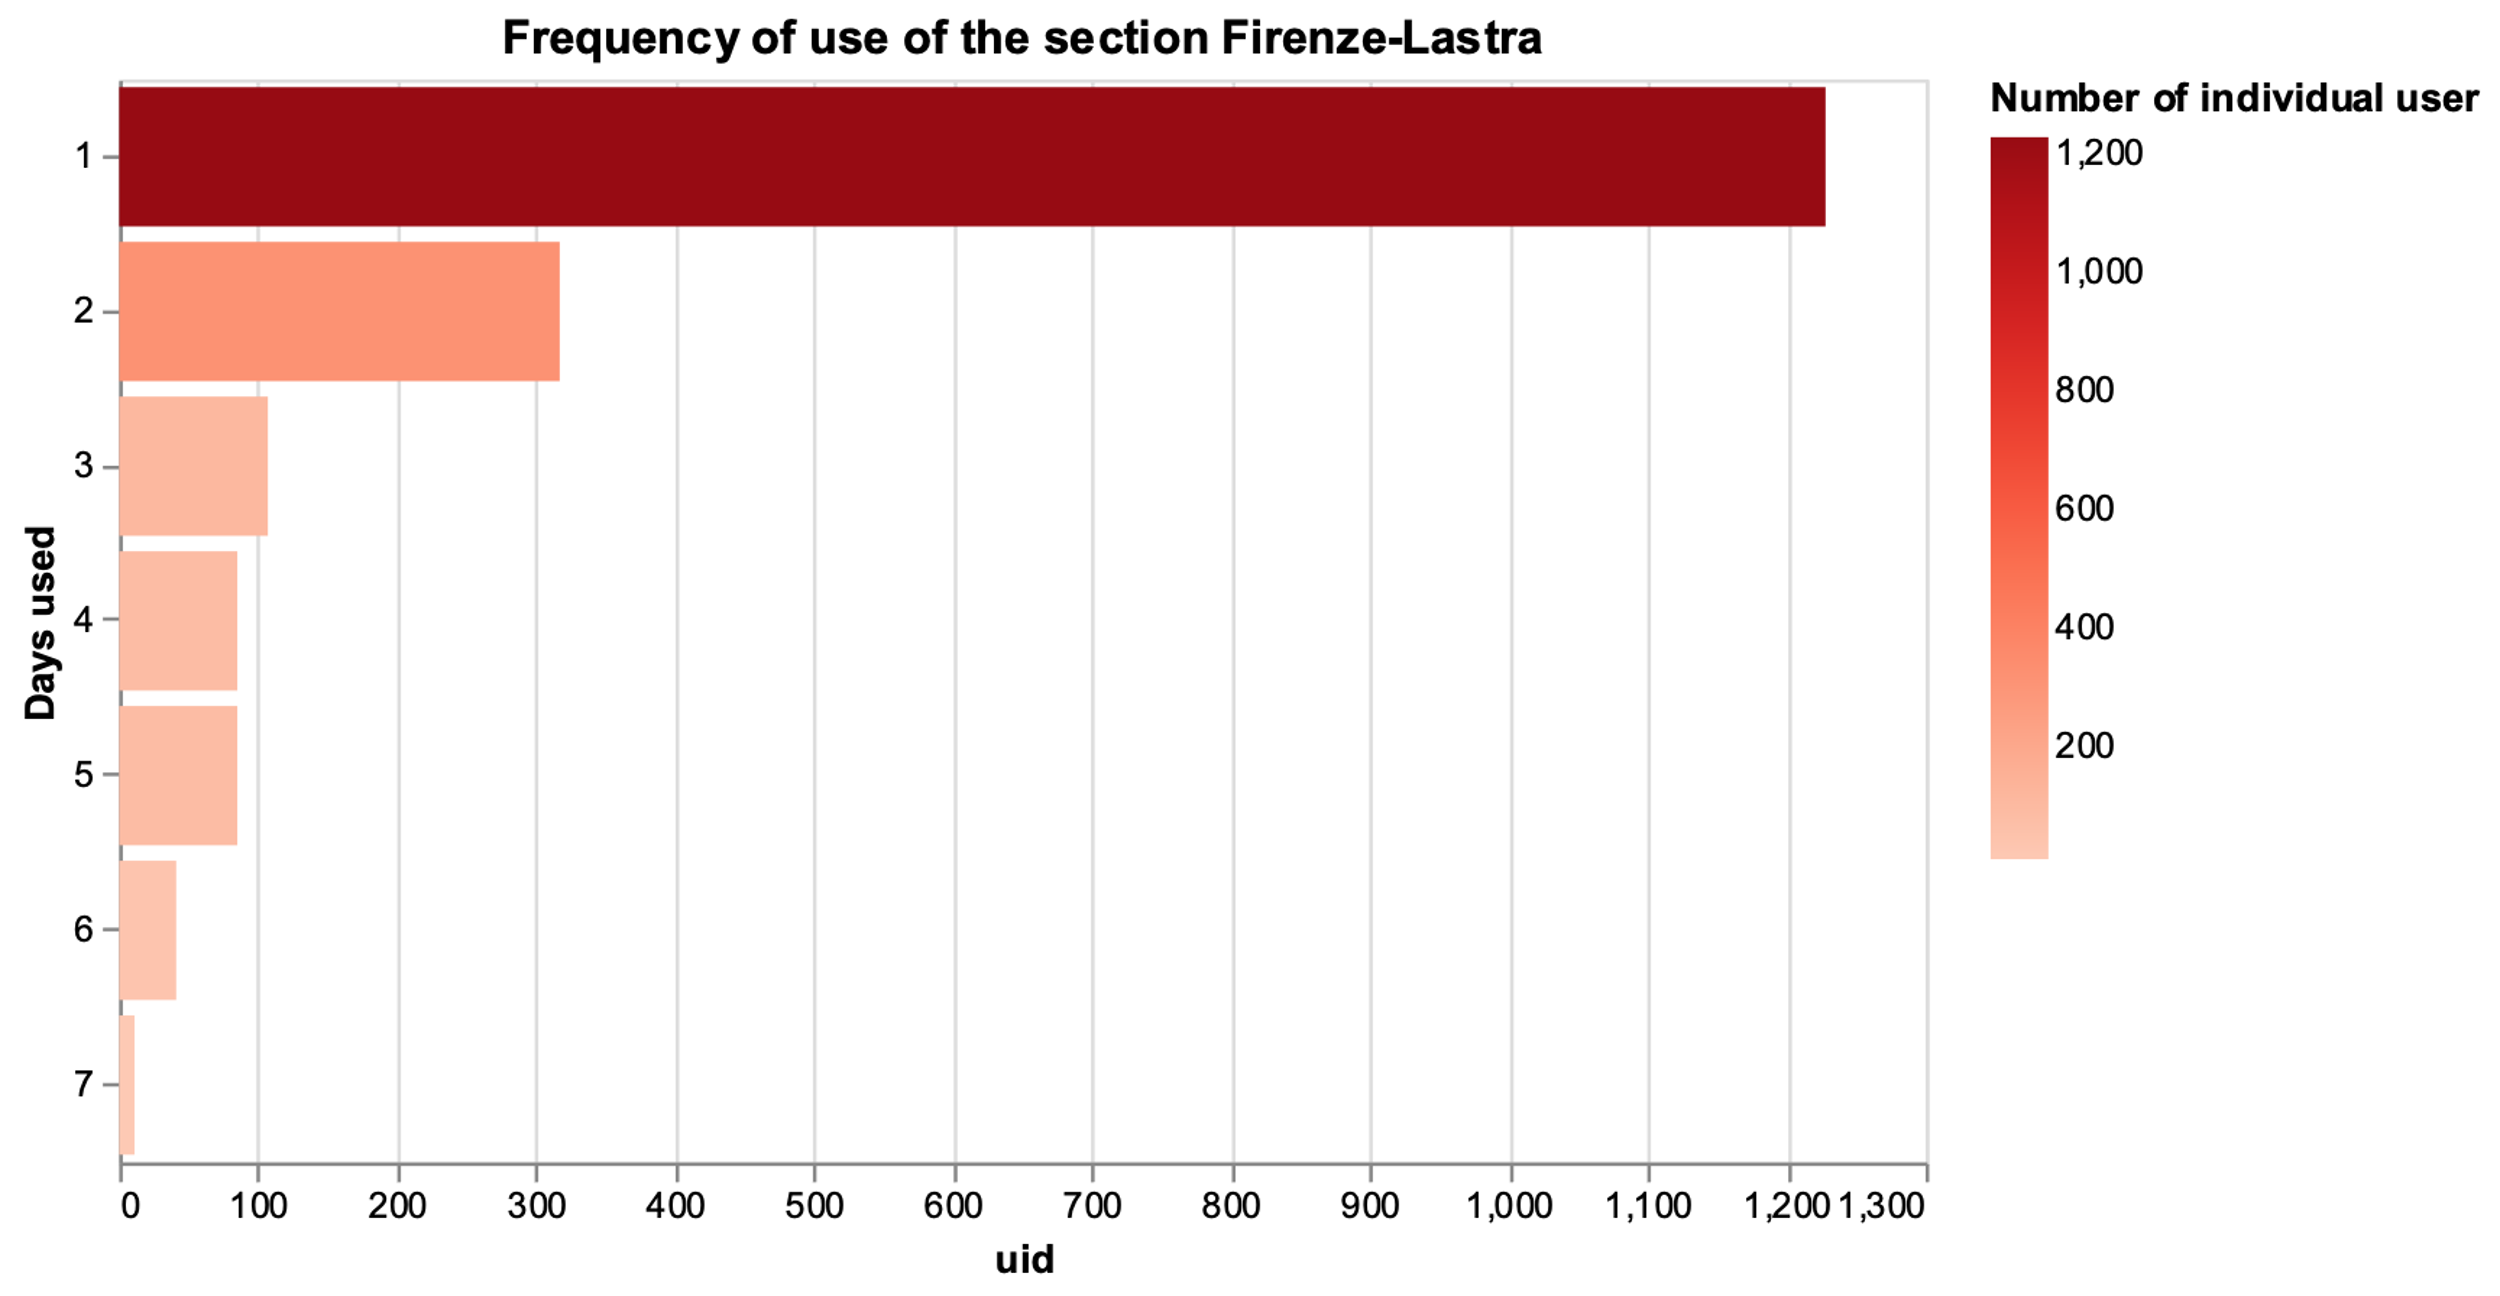 Frequency of use of the section Firenze-Lastra
Number of individual user
1,200
1,000
800
600
400
200
Days used
1
2
3
4
5
6
7
0 100 200 300 400 500 600 700 800 900 1,000 1,100 1,200 1,300
uid